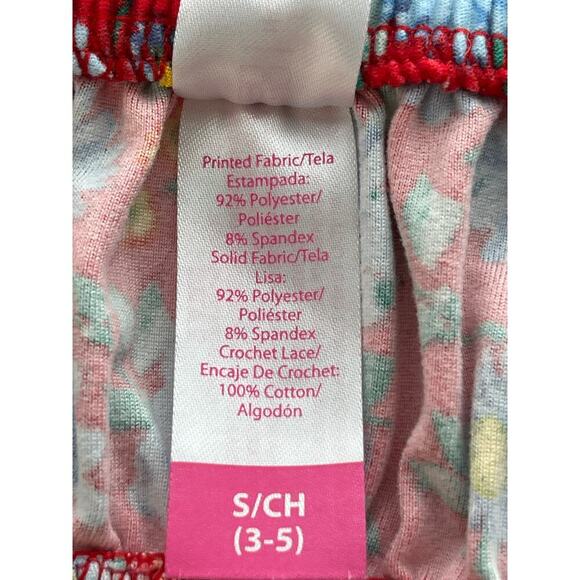 Printed Fabric/Tela
Estampada:
92% Polyester/
Poliéster
8% Spandex
Solid Fabric/Tela
Lisa:
92% Polyester/
Poliéster
8% Spandex
Crochet Lace/
Encaje De Crochet:
100% Cotton/
Algodón
S/CH
(3-5)